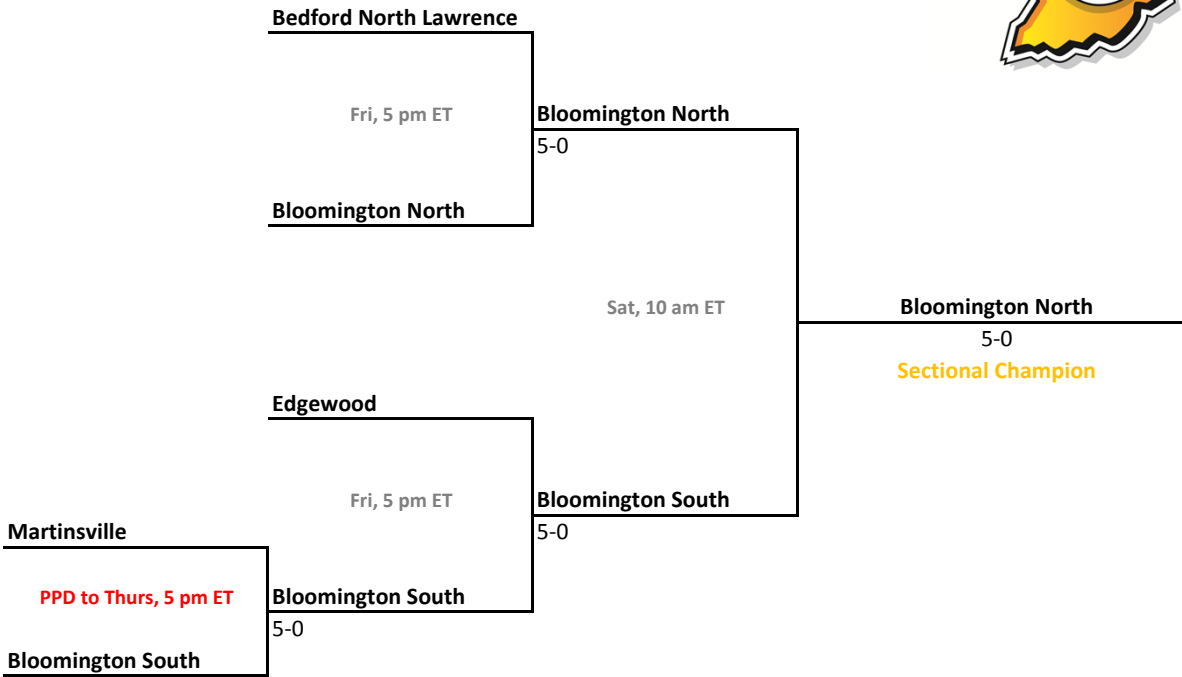 Bedford North Lawrence
Fri, 5 pm ET
Bloomington North
5-0
Bloomington North
Sat, 10 am ET
Bloomington North
5-0
Sectional Champion
Edgewood
Fri, 5 pm ET
Bloomington South
5-0
Martinsville
PPD to Thurs, 5 pm ET
Bloomington South
5-0
Bloomington South